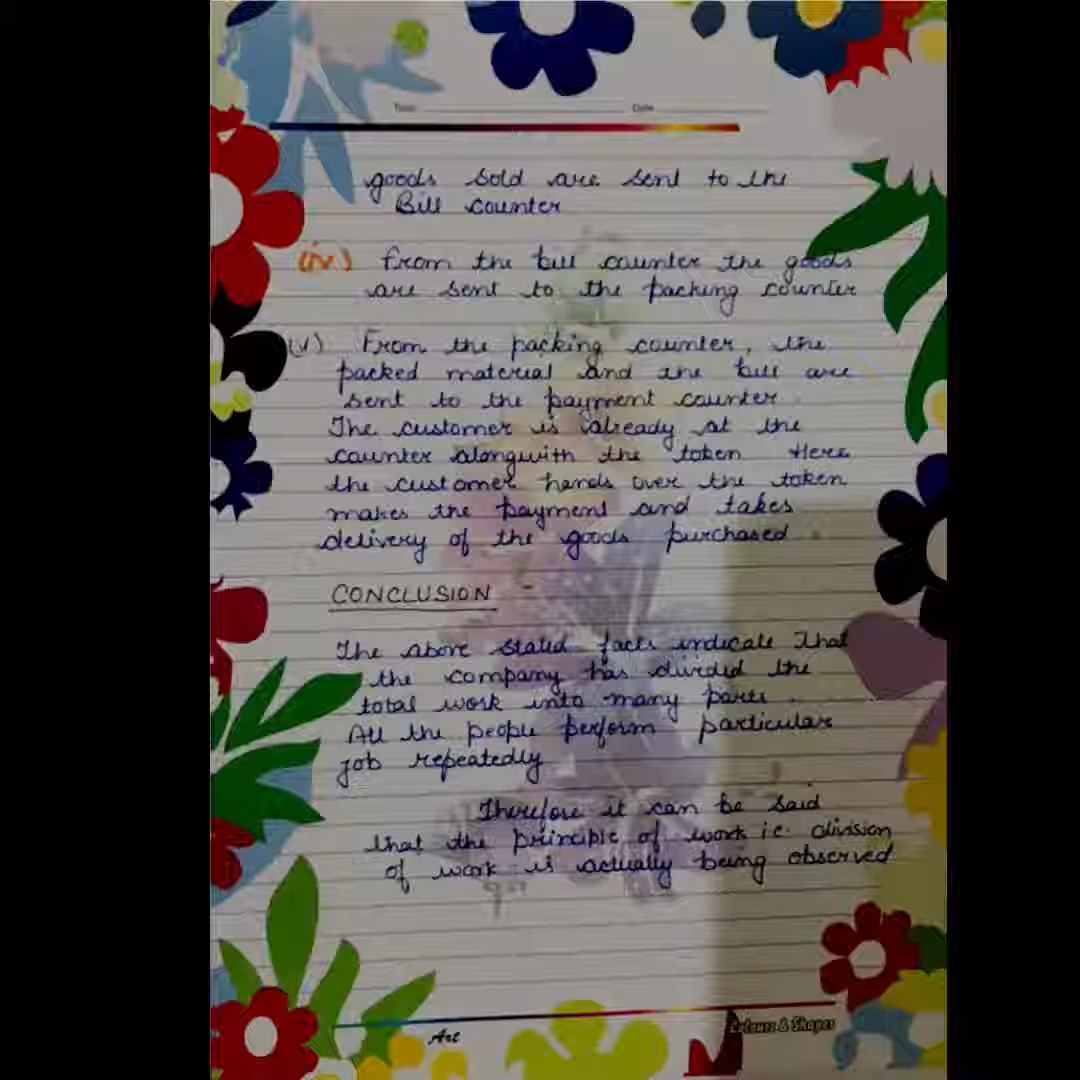 Date
goods sold are sent to the
Bill counter
(iv) From the bill counter the goods
are sent to the packing counter
(v) From the packing counter, the
packed material and the bill are
sent to the payment counter.
The customer is already at the
counter alongwith the token Here
the customer hands over the token
makes the payment and takes
delivery of the goods purchased.
CONCLUSION -
The above stated facts indicate That
the company has divided the
total work into many parts.
All the people perform particular
job repeatedly
Therefore it can be said
that the principle of work i.e. division
of work is actually being observed
Art
Colours & Shapes